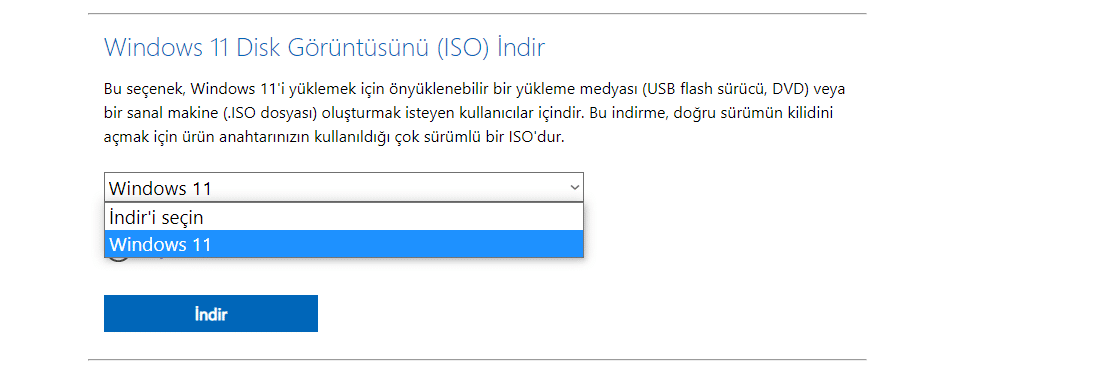 Windows 11 Disk Görüntüsünü (ISO) İndir
Bu seçenek, Windows 11'i yüklemek için önyüklenebilir bir yükleme medyası (USB flash sürücü, DVD) veya
bir sanal makine (.ISO dosyası) oluşturmak isteyen kullanıcılar içindir. Bu indirme, doğru sürümün kilidini
açmak için ürün anahtarınızın kullanıldığı çok sürümlü bir ISO'dur.
Windows 11
İndir'i seçin
Windows 11
İndir